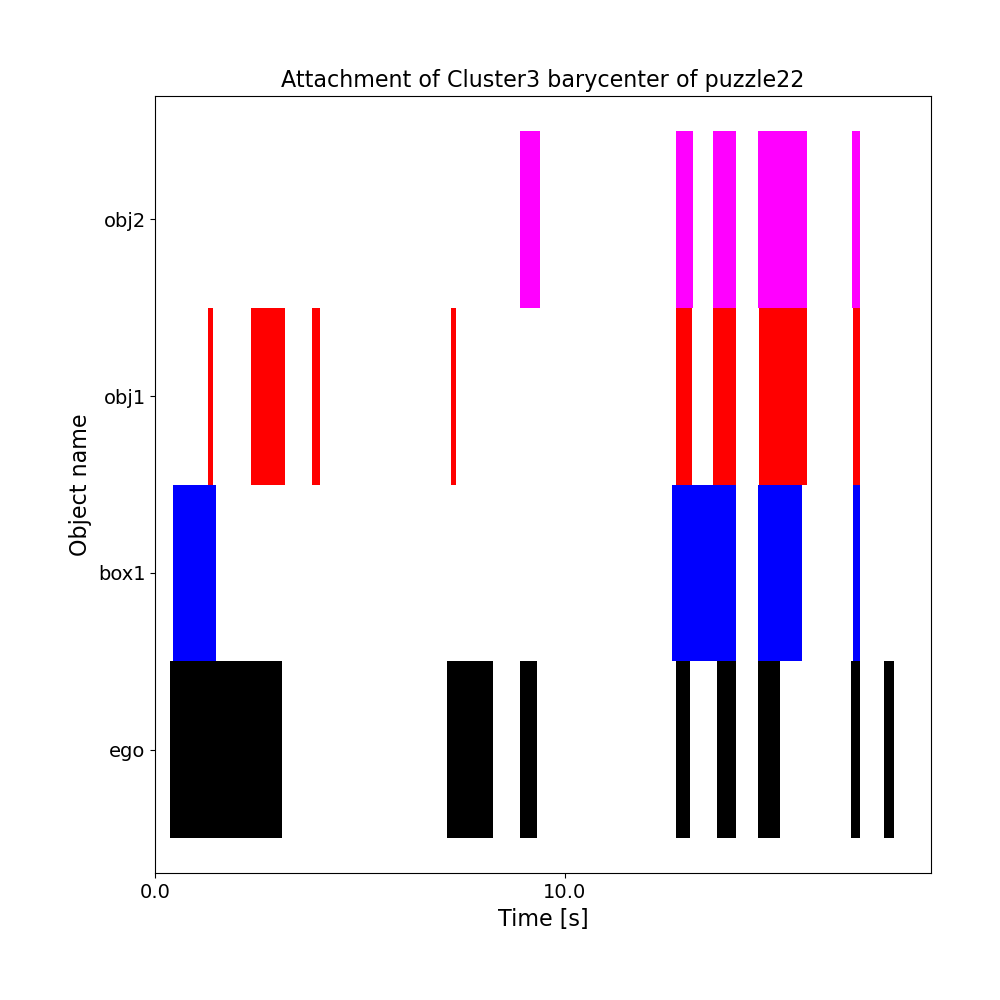 Attachment of Cluster3 barycenter of puzzle22
obj2
obj1
box1
ego
Object name
0.0
10.0
Time [s]